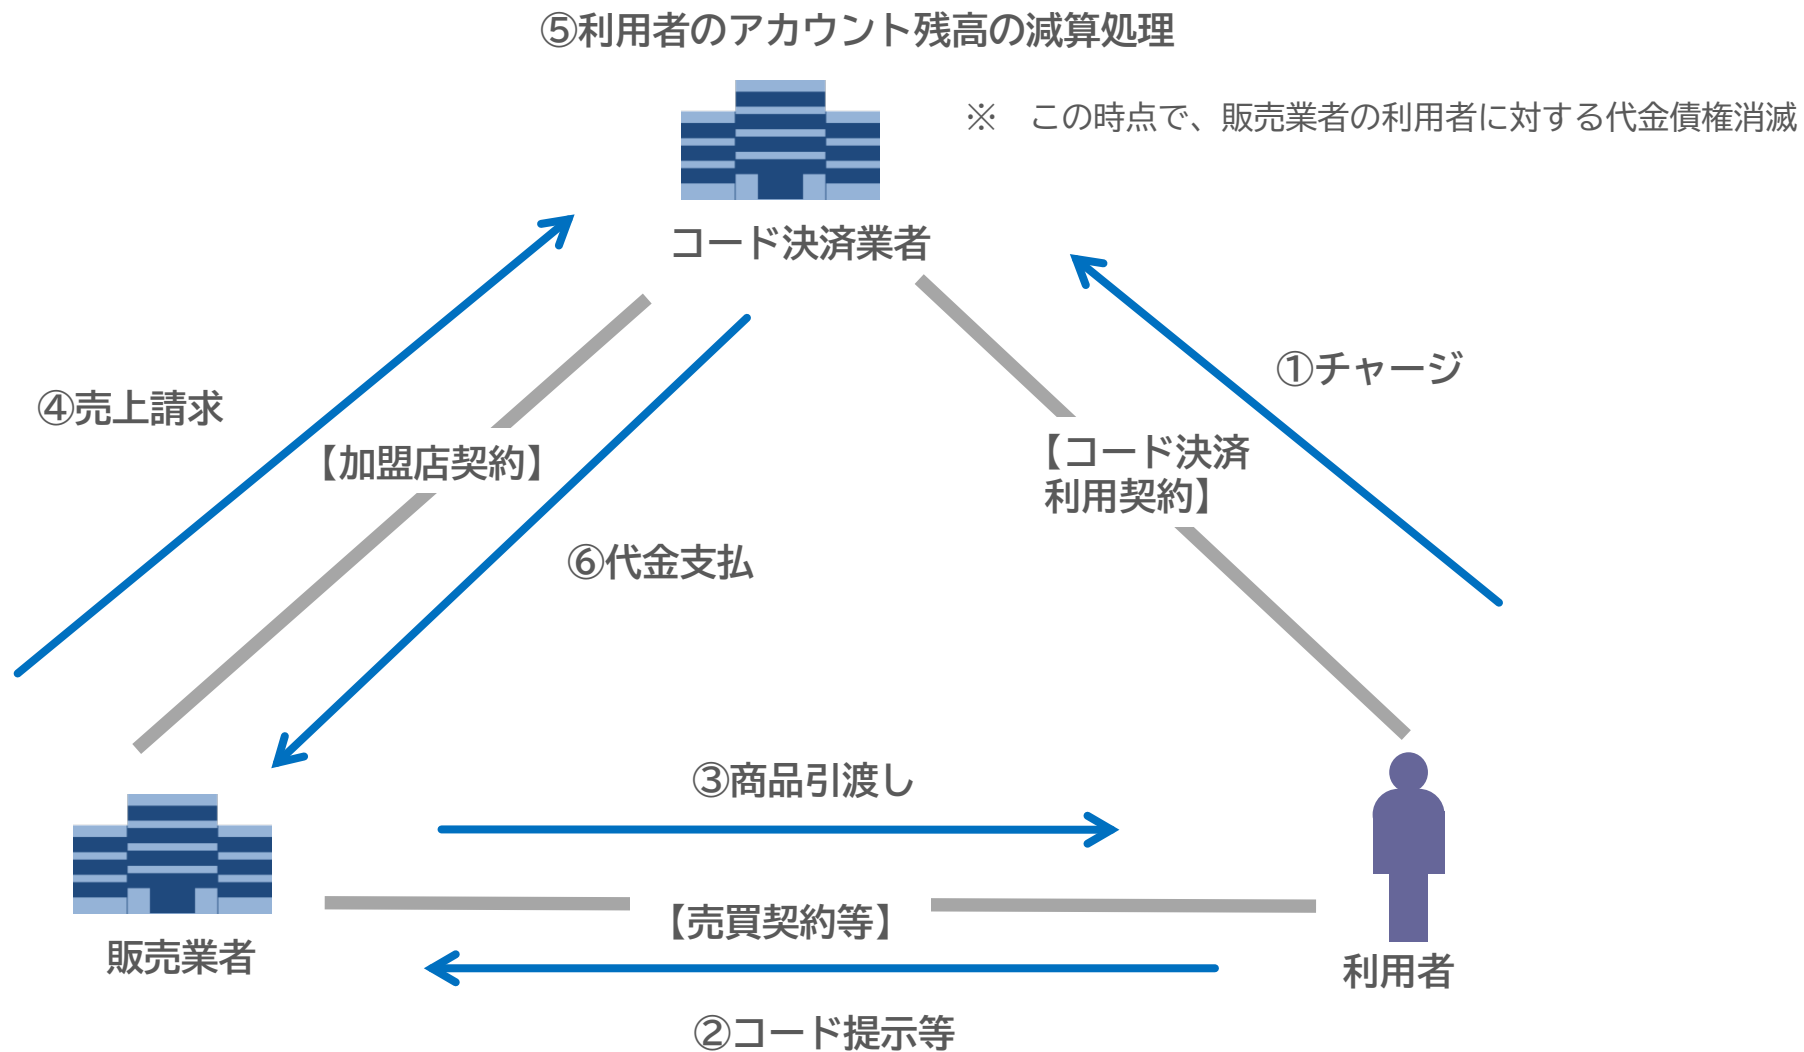 ⑤利用者のアカウント残高の減算処理
※　この時点で、販売業者の利用者に対する代金債権消滅
コード決済業者
①チャージ
④売上請求
【加盟店契約】
【コード決済
利用契約】
⑥代金支払
③商品引渡し
【売買契約等】
販売業者
利用者
②コード提示等